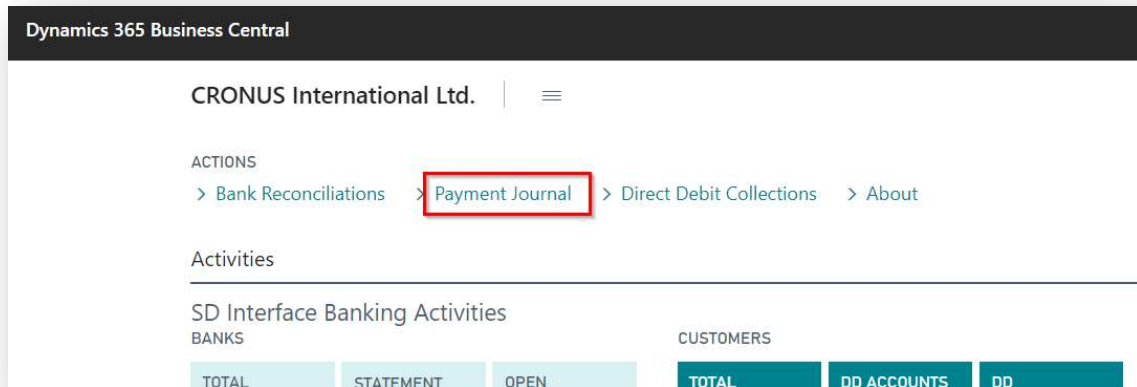 Dynamics 365 Business Central
CRONUS International Ltd.
ACTIONS
> Bank Reconciliations > Payment Journal > Direct Debit Collections > About
Activities
SD Interface Banking Activities
BANKS CUSTOMERS
TOTAL STATEMENT OPEN TOTAL DD ACCOUNTS DD